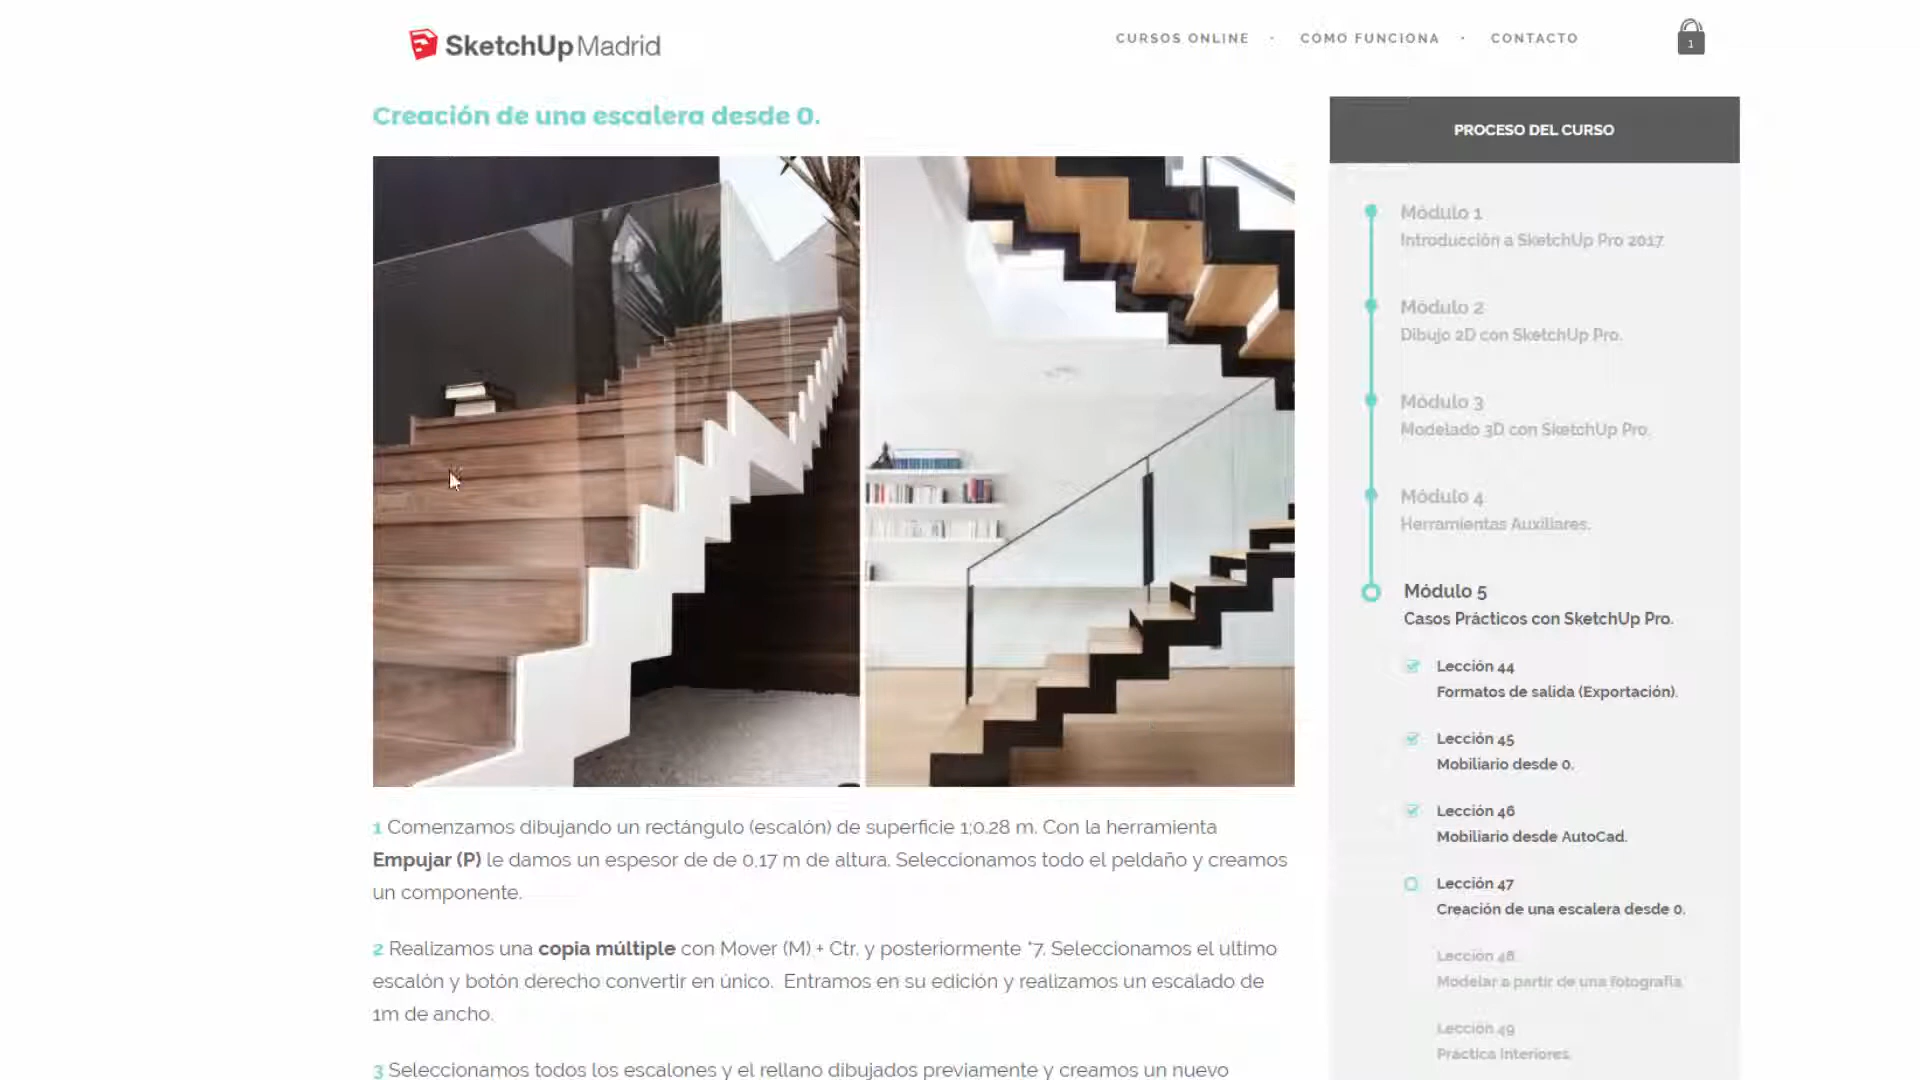 SketchUp Madrid
CURSOS ONLINE · CÓMO FUNCIONA · CONTACTO
1
Creación de una escalera desde 0.
1 Comenzamos dibujando un rectángulo (escalón) de superficie 1;0.28 m. Con la herramienta
Empujar (P) le damos un espesor de de 0,17 m de altura. Seleccionamos todo el peldaño y creamos
un componente.
2 Realizamos una copia múltiple con Mover (M) + Ctr. y posteriormente *7. Seleccionamos el ultimo
escalón y botón derecho convertir en único. Entramos en su edición y realizamos un escalado de
1m de ancho.
3 Seleccionamos todos los escalones y el rellano dibujados previamente y creamos un nuevo
PROCESO DEL CURSO
Módulo 1
Introducción a SketchUp Pro 2017.
Módulo 2
Dibujo 2D con SketchUp Pro.
Módulo 3
Modelado 3D con SketchUp Pro.
Módulo 4
Herramientas Auxiliares.
Módulo 5
Casos Prácticos con SketchUp Pro.
Lección 44
Formatos de salida (Exportación).
Lección 45
Mobiliario desde 0.
Lección 46
Mobiliario desde AutoCad.
Lección 47
Creación de una escalera desde 0.
Lección 48
Modelar a partir de una fotografía.
Lección 49
Práctica Interiores.